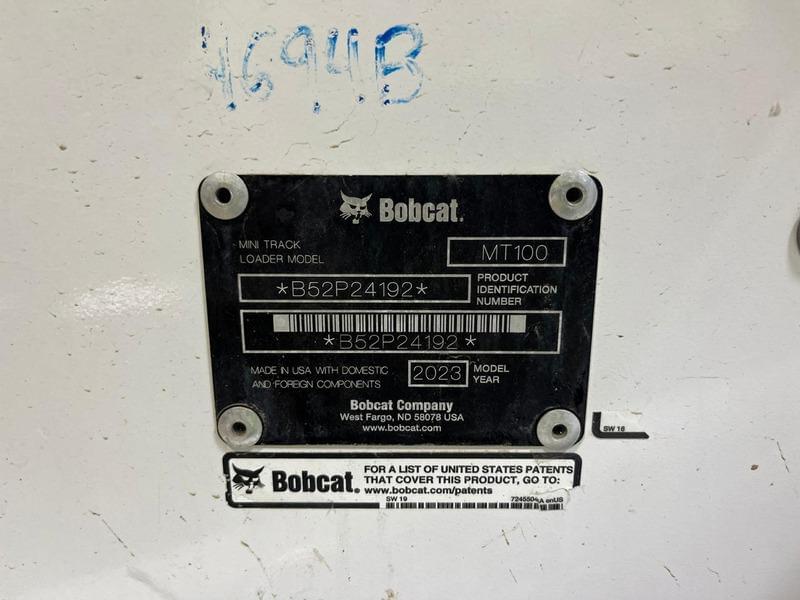 4694B
Bobcat.
MINI TRACK
LOADER MODEL
MT100
*B52P24192*
PRODUCT
IDENTIFICATION
NUMBER
*B52P24192*
MADE IN USA WITH DOMESTIC
AND FOREIGN COMPONENTS
2023
MODEL
YEAR
Bobcat Company
West Fargo, ND 58078 USA
www.bobcat.com
SW 16
Bobcat.
FOR A LIST OF UNITED STATES PATENTS
THAT COVER THIS PRODUCT, GO TO:
www.bobcat.com/patents
SW 19
enUS